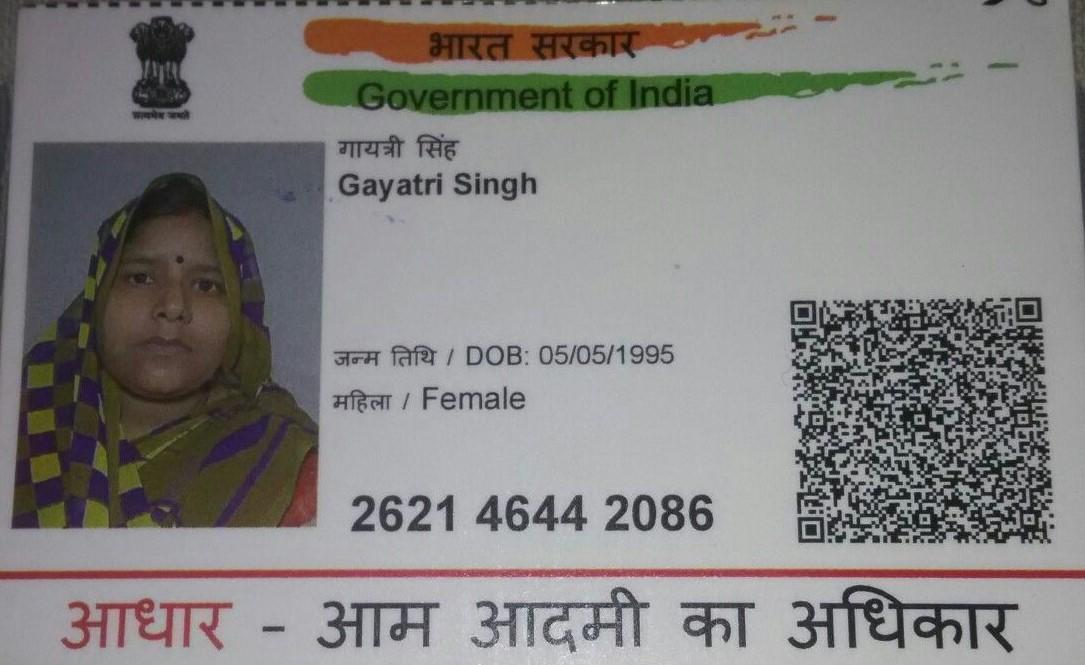 भारत सरकार
Government of India
सत्यमेव जयते
गायत्री सिंह
Gayatri Singh
जन्म तिथि / DOB: 05/05/1995
महिला / Female
2621 4644 2086
आधार - आम आदमी का अधिकार